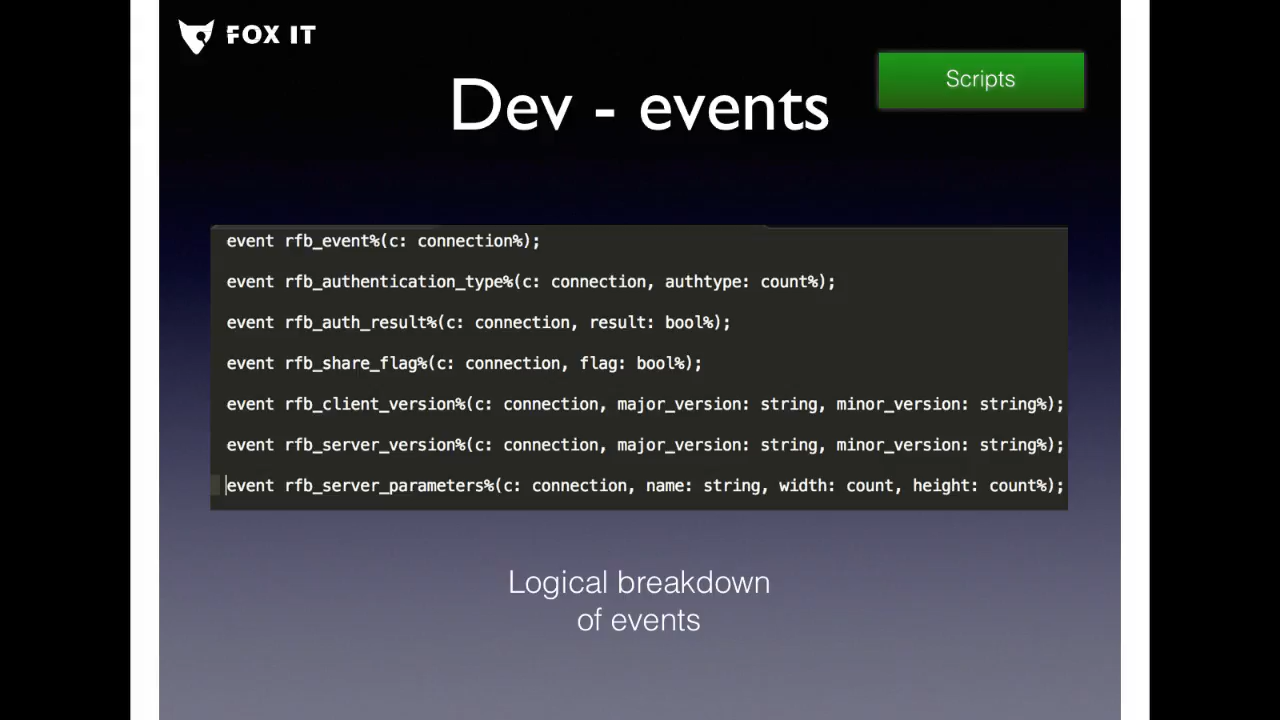 FOX IT
Scripts
Dev - events
event rfb_event%(c: connection%);
event rfb_authentication_type%(c: connection, authtype: count%);
event rfb_auth_result%(c: connection, result: bool%);
event rfb_share_flag%(c: connection, flag: bool%);
event rfb_client_version%(c: connection, major_version: string, minor_version: string%);
event rfb_server_version%(c: connection, major_version: string, minor_version: string%);
event rfb_server_parameters%(c: connection, name: string, width: count, height: count%);
Logical breakdown
of events